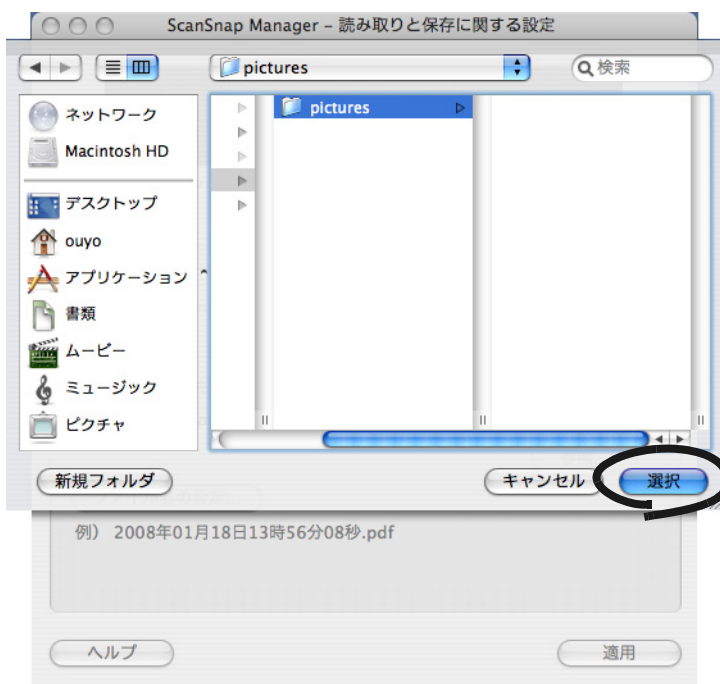 ScanSnap Manager – 読み取りと保存に関する設定
pictures
検索
ネットワーク
Macintosh HD
デスクトップ
ouyo
アプリケーション
書類
ムービー
ミュージック
ピクチャ
pictures
新規フォルダ
キャンセル
選択
例） 2008年01月18日13時56分08秒.pdf
ヘルプ
適用